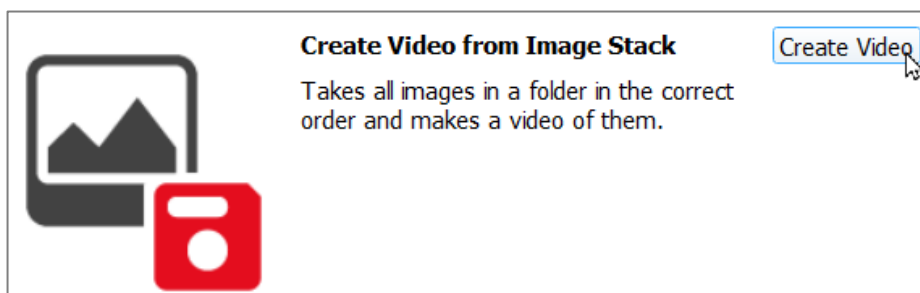 Create Video from Image Stack
Create Video
Takes all images in a folder in the correct
order and makes a video of them.